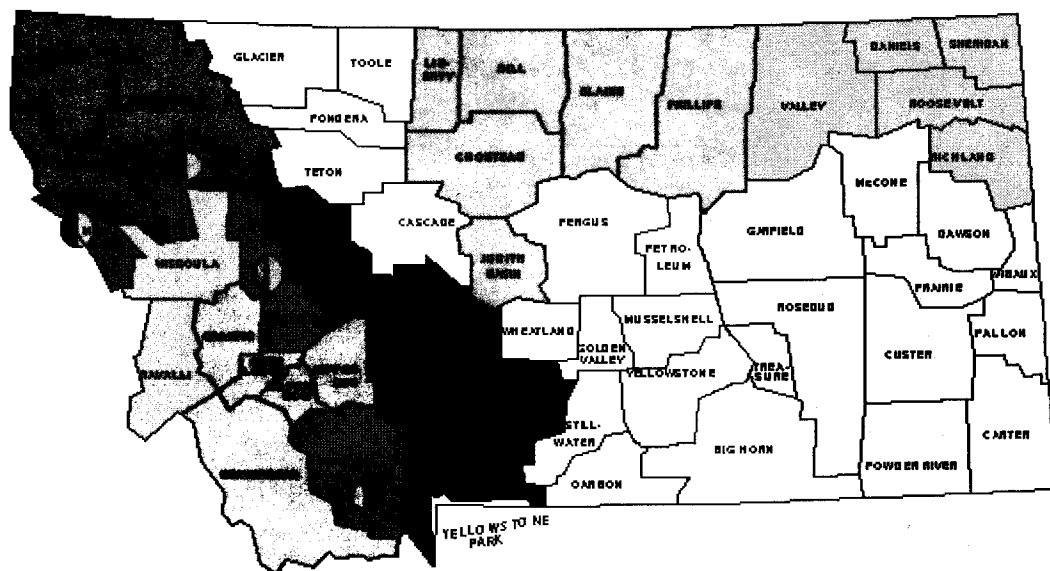 GLACIER
TOOLE
LIB-
ERTY
HILL
BLAINE
PHILLIPS
VALLEY
DANIELS
SHERIDAN
ROOSEVELT
PONDERA
TETON
CHOUTEAU
RICHLAND
McCONE
CASCADE
FERGUS
PETRO-
LEUM
GARFIELD
DAWSON
JUDITH
BASIN
MISSOULA
WIBAUX
PRAIRIE
WHEATLAND
GOLDEN
VALLEY
MUSSELSHELL
ROSEBUD
FALLON
CUSTER
TREA-
SURE
YELLOWSTONE
RAVALLI
STILL-
WATER
BIG HORN
CARTER
POWDER RIVER
CARBON
YELLOWSTONE
PARK